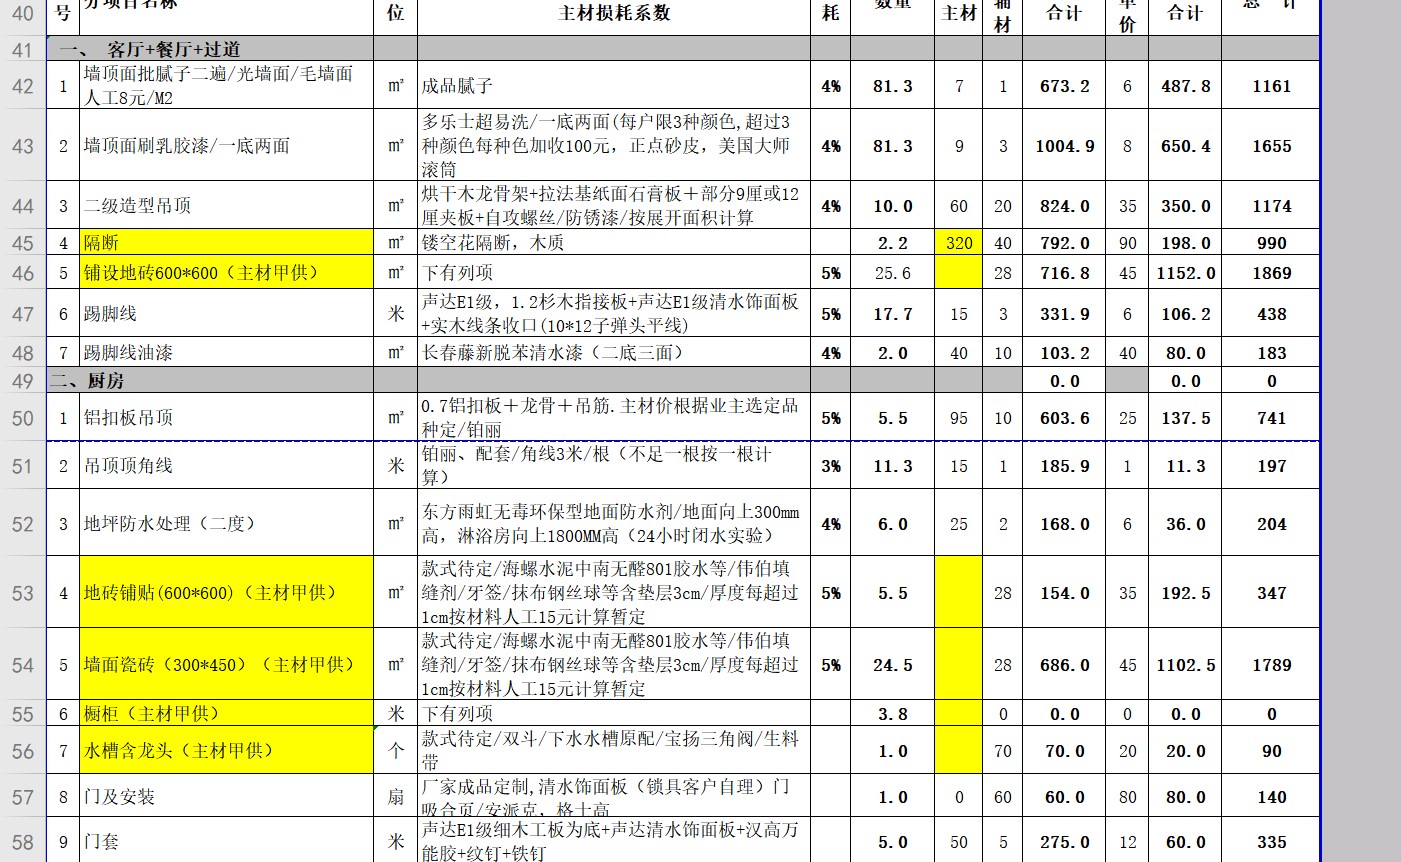 40 号 分项目名称 位 主材损耗系数 耗 数量 主材 辅材 合计 单价 合计 总 计
41 一、 客厅+餐厅+过道
42 1 墙顶面批腻子二遍/光墙面/毛墙面 ㎡ 成品腻子 4% 81.3 7 1 673.2 6 487.8 1161
人工8元/M2
43 2 墙顶面刷乳胶漆/一底两面 ㎡ 多乐士超易洗/一底两面(每户限3种颜色,超过3 4% 81.3 9 3 1004.9 8 650.4 1655
种颜色每种色加收100元，正点砂皮，美国大师
滚筒
44 3 二级造型吊顶 ㎡ 烘干木龙骨架+拉法基纸面石膏板＋部分9厘或12 4% 10.0 60 20 824.0 35 350.0 1174
厘夹板+自攻螺丝/防锈漆/按展开面积计算
45 4 隔断 ㎡ 镂空花隔断，木质 2.2 320 40 792.0 90 198.0 990
46 5 铺设地砖600*600（主材甲供） ㎡ 下有列项 5% 25.6 28 716.8 45 1152.0 1869
47 6 踢脚线 米 声达E1级，1.2杉木指接板+声达E1级清水饰面板 5% 17.7 15 3 331.9 6 106.2 438
+实木线条收口(10*12子弹头平线)
48 7 踢脚线油漆 ㎡ 长春藤新脱苯清水漆（二底三面） 4% 2.0 40 10 103.2 40 80.0 183
49 二、厨房 0.0 0.0 0
50 1 铝扣板吊顶 ㎡ 0.7铝扣板＋龙骨＋吊筋.主材价根据业主选定品 5% 5.5 95 10 603.6 25 137.5 741
种定/铂丽
51 2 吊顶顶角线 米 铂丽、配套/角线3米/根（不足一根按一根计 3% 11.3 15 1 185.9 1 11.3 197
算）
52 3 地坪防水处理（二度） ㎡ 东方雨虹无毒环保型地面防水剂/地面向上300mm 4% 6.0 25 2 168.0 6 36.0 204
高，淋浴房向上1800MM高（24小时闭水实验）
53 4 地砖铺贴(600*600)（主材甲供） ㎡ 款式待定/海螺水泥中南无醛801胶水等/伟伯填 5% 5.5 28 154.0 35 192.5 347
缝剂/牙签/抹布钢丝球等含垫层3cm/厚度每超过
1cm按材料人工15元计算暂定
54 5 墙面瓷砖（300*450）（主材甲供） ㎡ 款式待定/海螺水泥中南无醛801胶水等/伟伯填 5% 24.5 28 686.0 45 1102.5 1789
缝剂/牙签/抹布钢丝球等含垫层3cm/厚度每超过
1cm按材料人工15元计算暂定
55 6 橱柜（主材甲供） 米 下有列项 3.8 0 0.0 0 0.0 0
56 7 水槽含龙头（主材甲供） 个 款式待定/双斗/下水水槽原配/宝扬三角阀/生料 1.0 70 70.0 20 20.0 90
带
57 8 门及安装 扇 厂家成品定制,清水饰面板（锁具客户自理）门 1.0 0 60 60.0 80 80.0 140
吸合页/安派克，格士高
58 9 门套 米 声达E1级细木工板为底+声达清水饰面板+汉高万 5.0 50 5 275.0 12 60.0 335
能胶+纹钉+铁钉